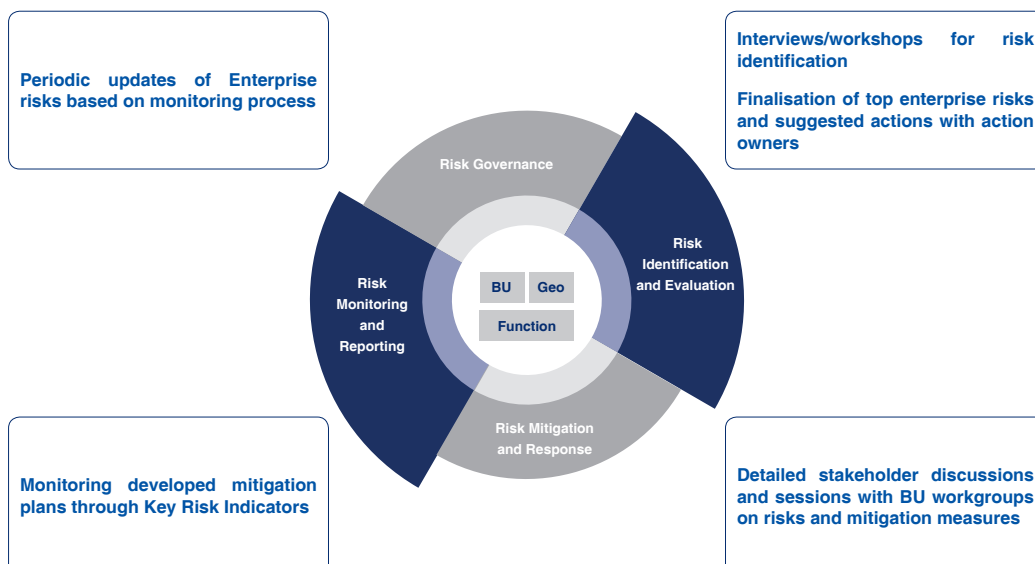 Periodic updates of Enterprise
risks based on monitoring process
Interviews/workshops for risk
identification
Finalisation of top enterprise risks
and suggested actions with action
owners
Risk Governance
Risk
Identification
and Evaluation
Risk
Monitoring
and
Reporting
BU
Geo
Function
Risk Mitigation
and Response
Monitoring developed mitigation
plans through Key Risk Indicators
Detailed stakeholder discussions
and sessions with BU workgroups
on risks and mitigation measures